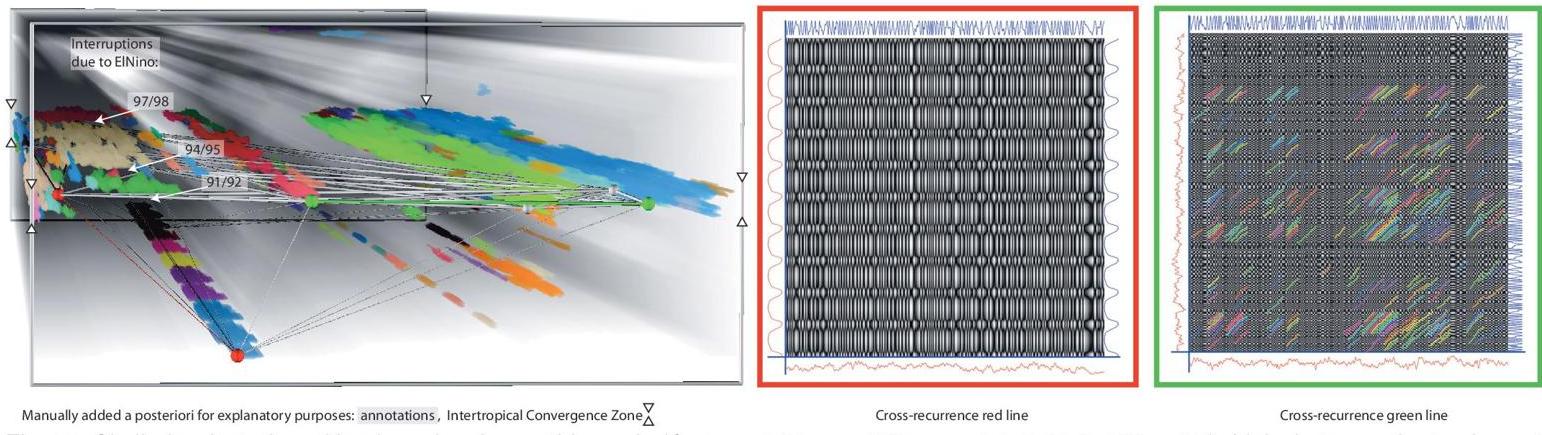 Interruptions
due to ElNino:
97/98
94/95
91/92
Manually added a posteriori for explanatory purposes: annotations, Intertropical Convergence Zone
Cross-recurrence red line
Cross-recurrence green line